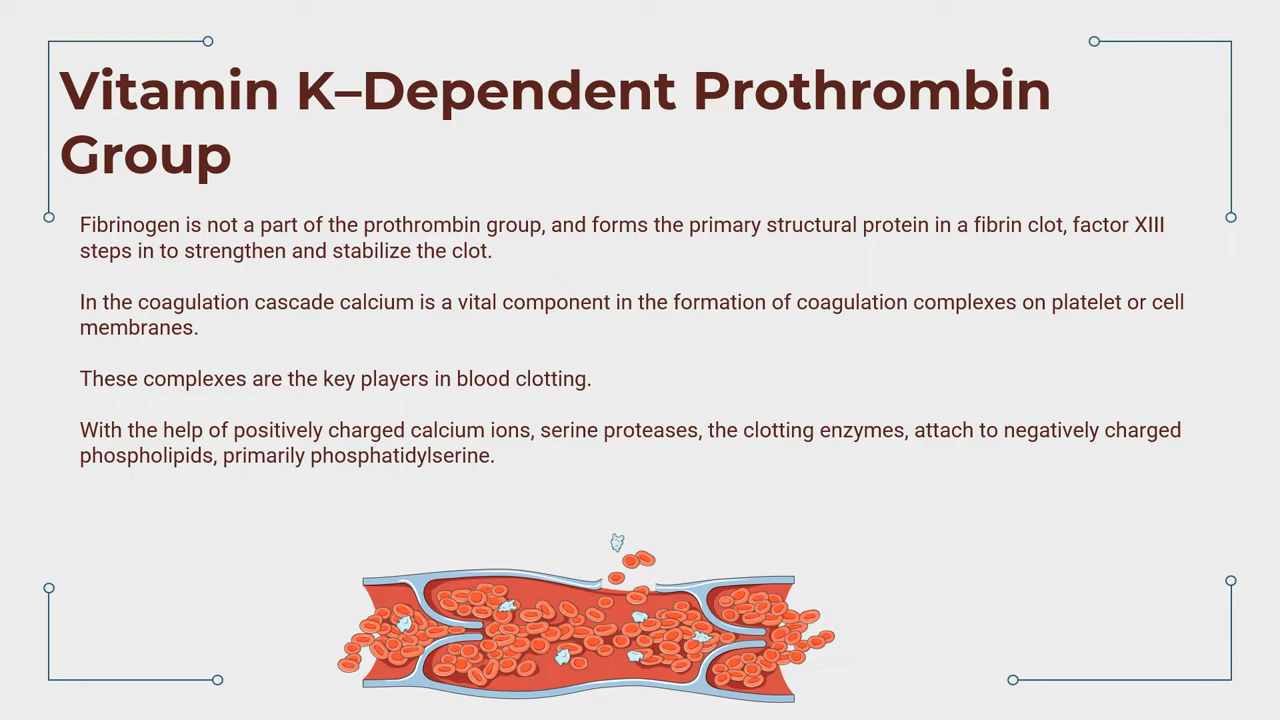 Vitamin K–Dependent Prothrombin
Group
Fibrinogen is not a part of the prothrombin group, and forms the primary structural protein in a fibrin clot, factor XIII
steps in to strengthen and stabilize the clot.
In the coagulation cascade calcium is a vital component in the formation of coagulation complexes on platelet or cell
membranes.
These complexes are the key players in blood clotting.
With the help of positively charged calcium ions, serine proteases, the clotting enzymes, attach to negatively charged
phospholipids, primarily phosphatidylserine.